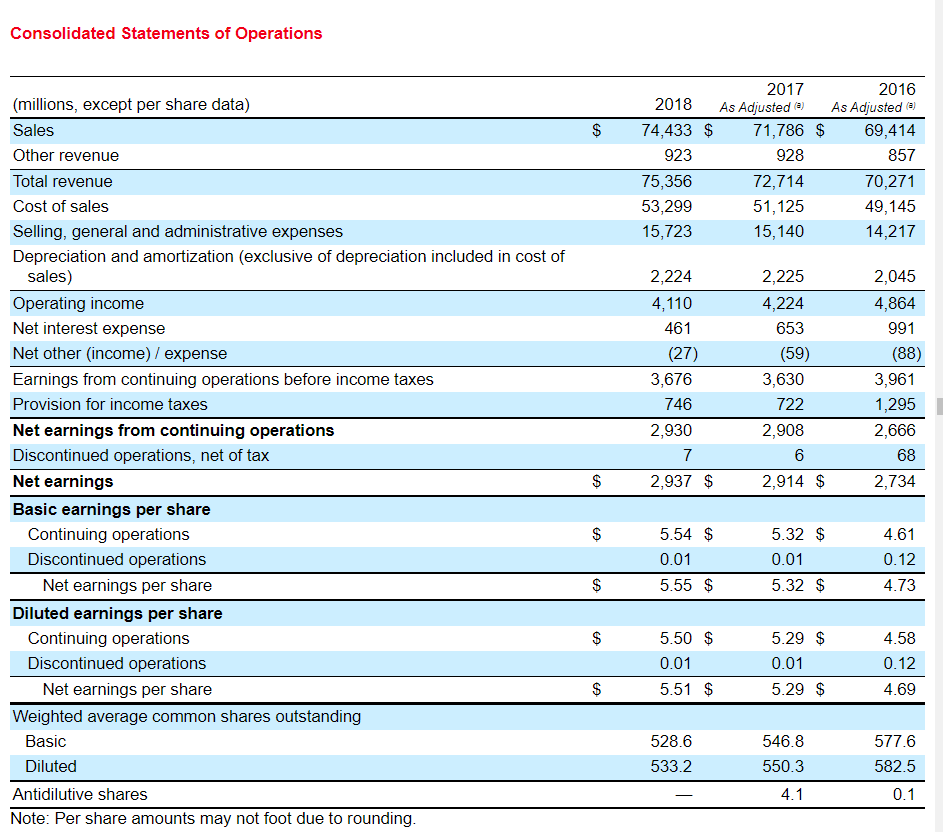 Consolidated Statements of Operations
2017 2016
(millions, except per share data) 2018 As Adjusted (a) As Adjusted (a)
Sales $ 74,433 $ 71,786 $ 69,414
Other revenue 923 928 857
Total revenue 75,356 72,714 70,271
Cost of sales 53,299 51,125 49,145
Selling, general and administrative expenses 15,723 15,140 14,217
Depreciation and amortization (exclusive of depreciation included in cost of
sales) 2,224 2,225 2,045
Operating income 4,110 4,224 4,864
Net interest expense 461 653 991
Net other (income) / expense (27) (59) (88)
Earnings from continuing operations before income taxes 3,676 3,630 3,961
Provision for income taxes 746 722 1,295
Net earnings from continuing operations 2,930 2,908 2,666
Discontinued operations, net of tax 7 6 68
Net earnings $ 2,937 $ 2,914 $ 2,734
Basic earnings per share
Continuing operations $ 5.54 $ 5.32 $ 4.61
Discontinued operations 0.01 0.01 0.12
Net earnings per share $ 5.55 $ 5.32 $ 4.73
Diluted earnings per share
Continuing operations $ 5.50 $ 5.29 $ 4.58
Discontinued operations 0.01 0.01 0.12
Net earnings per share $ 5.51 $ 5.29 $ 4.69
Weighted average common shares outstanding
Basic 528.6 546.8 577.6
Diluted 533.2 550.3 582.5
Antidilutive shares — 4.1 0.1
Note: Per share amounts may not foot due to rounding.